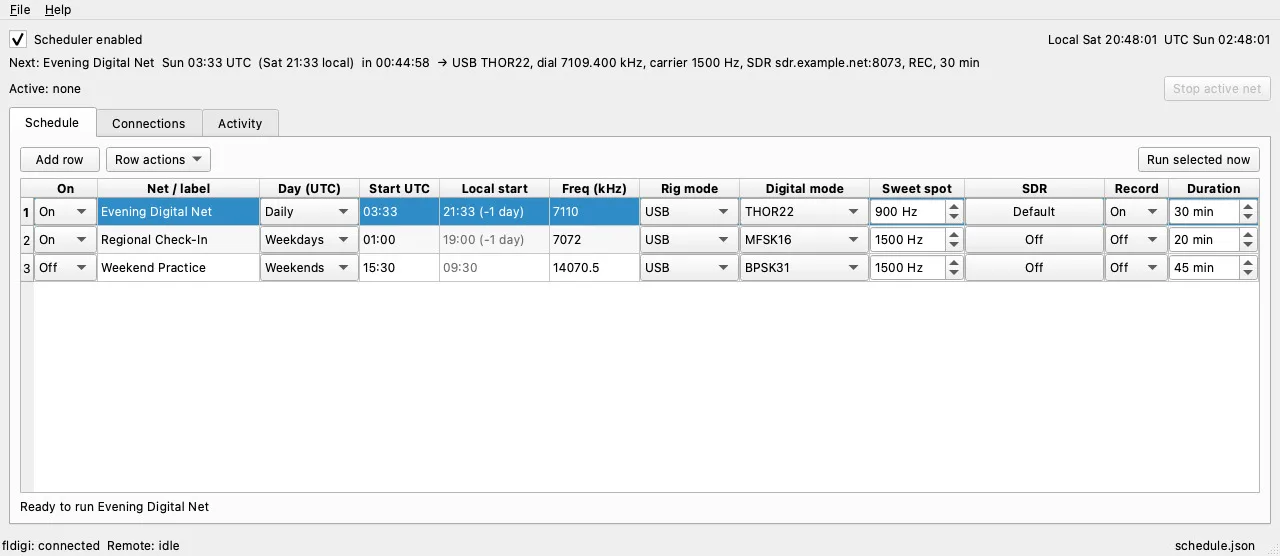 File Help
Scheduler enabled Local Sat 20:48:01 UTC Sun 02:48:01
Next: Evening Digital Net Sun 03:33 UTC (Sat 21:33 local) in 00:44:58 → USB THOR22, dial 7109.400 kHz, carrier 1500 Hz, SDR sdr.example.net:8073, REC, 30 min
Active: none Stop active net
Schedule Connections Activity
Add row Row actions Run selected now
On Net / label Day (UTC) Start UTC Local start Freq (kHz) Rig mode Digital mode Sweet spot SDR Record Duration
1 On Evening Digital Net Daily 03:33 21:33 (-1 day) 7110 USB THOR22 900 Hz Default On 30 min
2 On Regional Check-In Weekdays 01:00 19:00 (-1 day) 7072 USB MFSK16 1500 Hz Off Off 20 min
3 Off Weekend Practice Weekends 15:30 09:30 14070.5 USB BPSK31 1500 Hz Off Off 45 min
Ready to run Evening Digital Net
fldigi: connected Remote: idle schedule.json